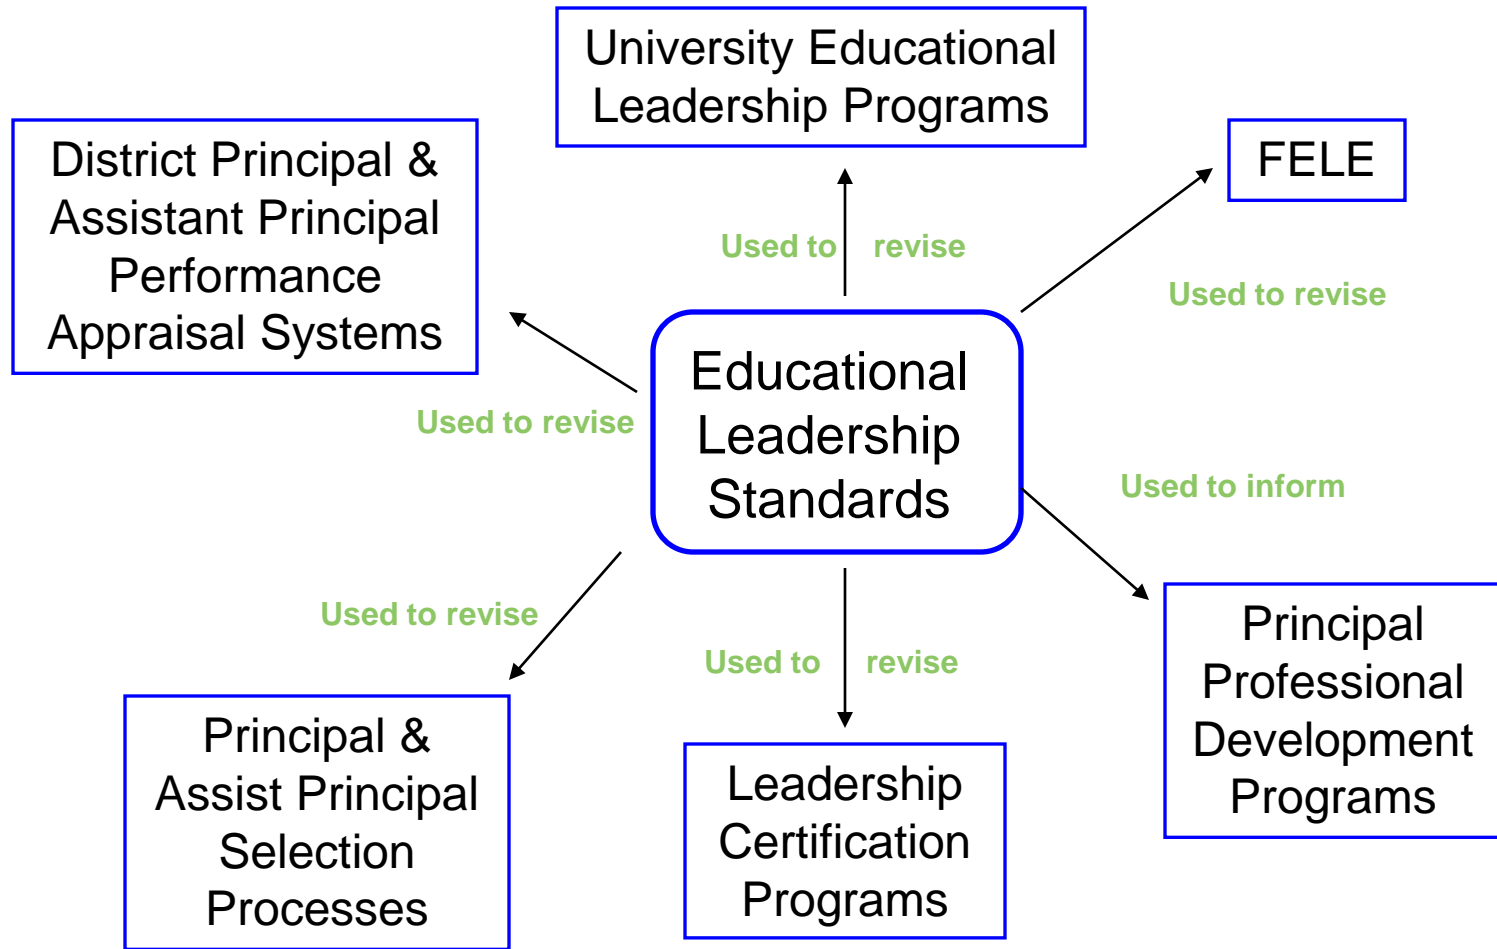 University Educational
Leadership Programs
District Principal &
Assistant Principal
Performance
Appraisal Systems
FELE
Used to revise
Used to revise
Educational
Leadership
Standards
Used to revise
Used to inform
Used to revise
Used to revise
Principal
Professional
Development
Programs
Principal &
Assist Principal
Selection
Processes
Leadership
Certification
Programs